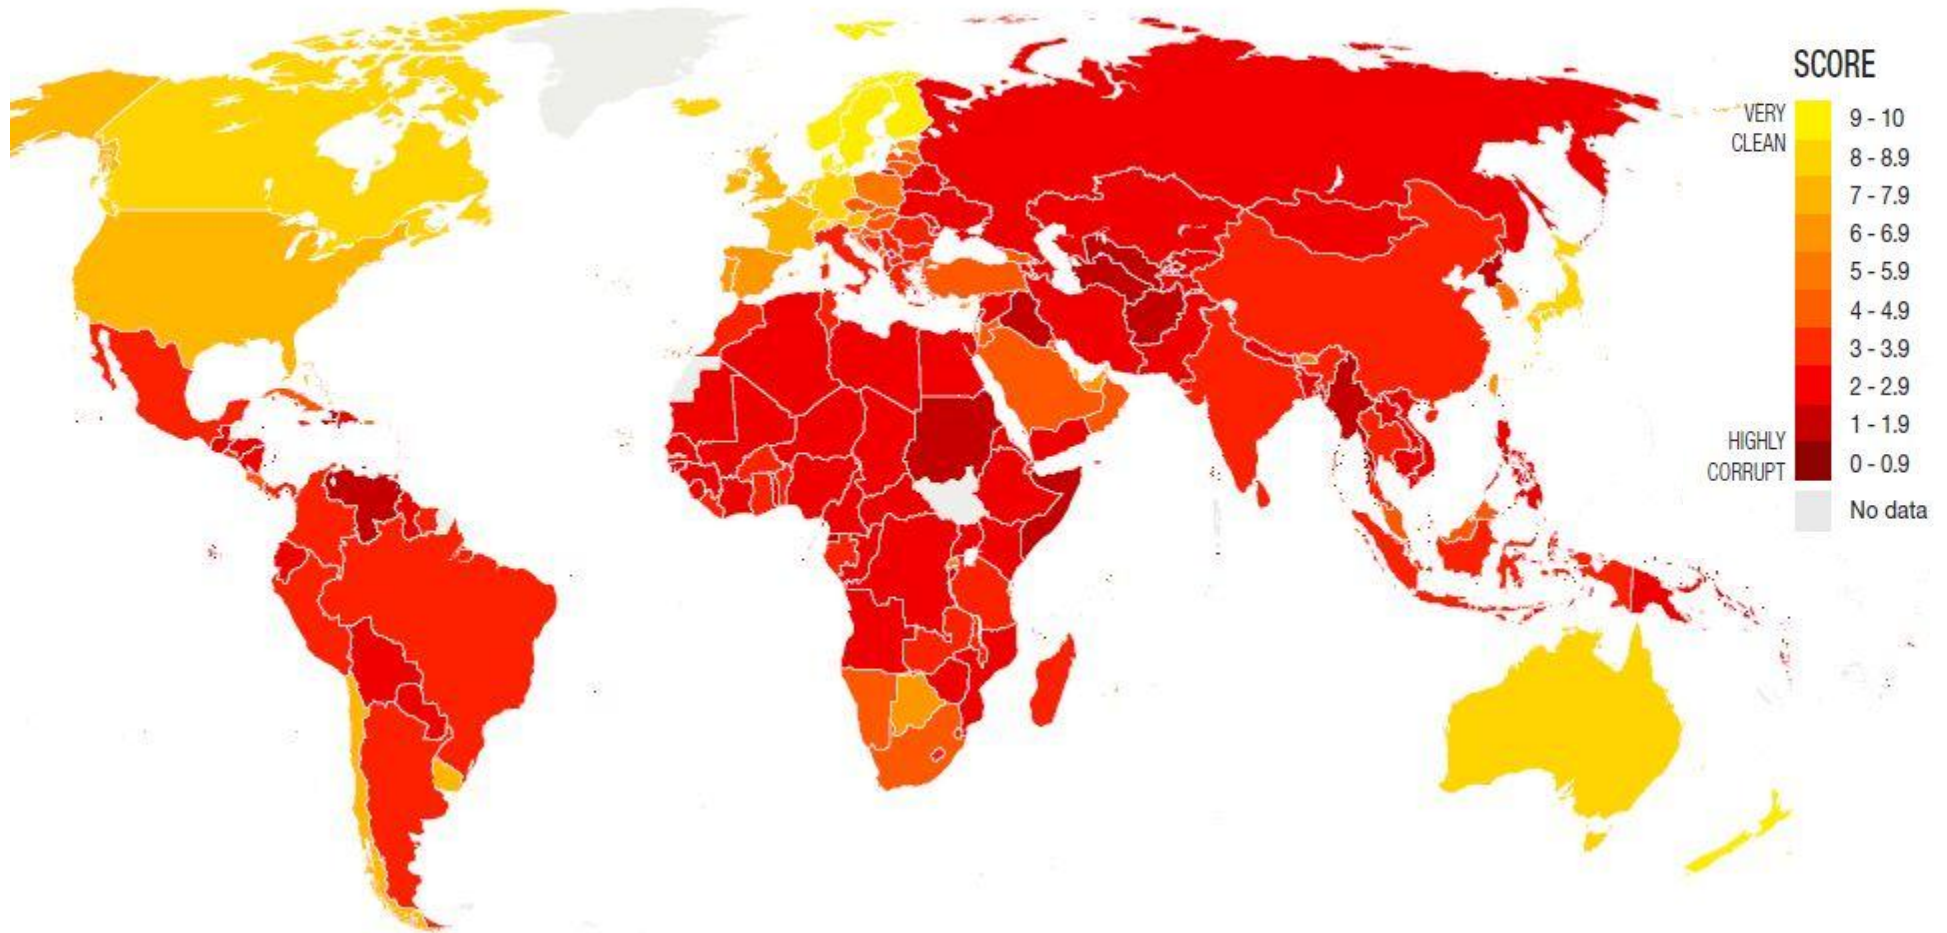 SCORE
VERY
CLEAN
9 - 10
8 - 8.9
7 - 7.9
6 - 6.9
5 - 5.9
4 - 4.9
3 - 3.9
2 - 2.9
1 - 1.9
0 - 0.9
HIGHLY
CORRUPT
No data